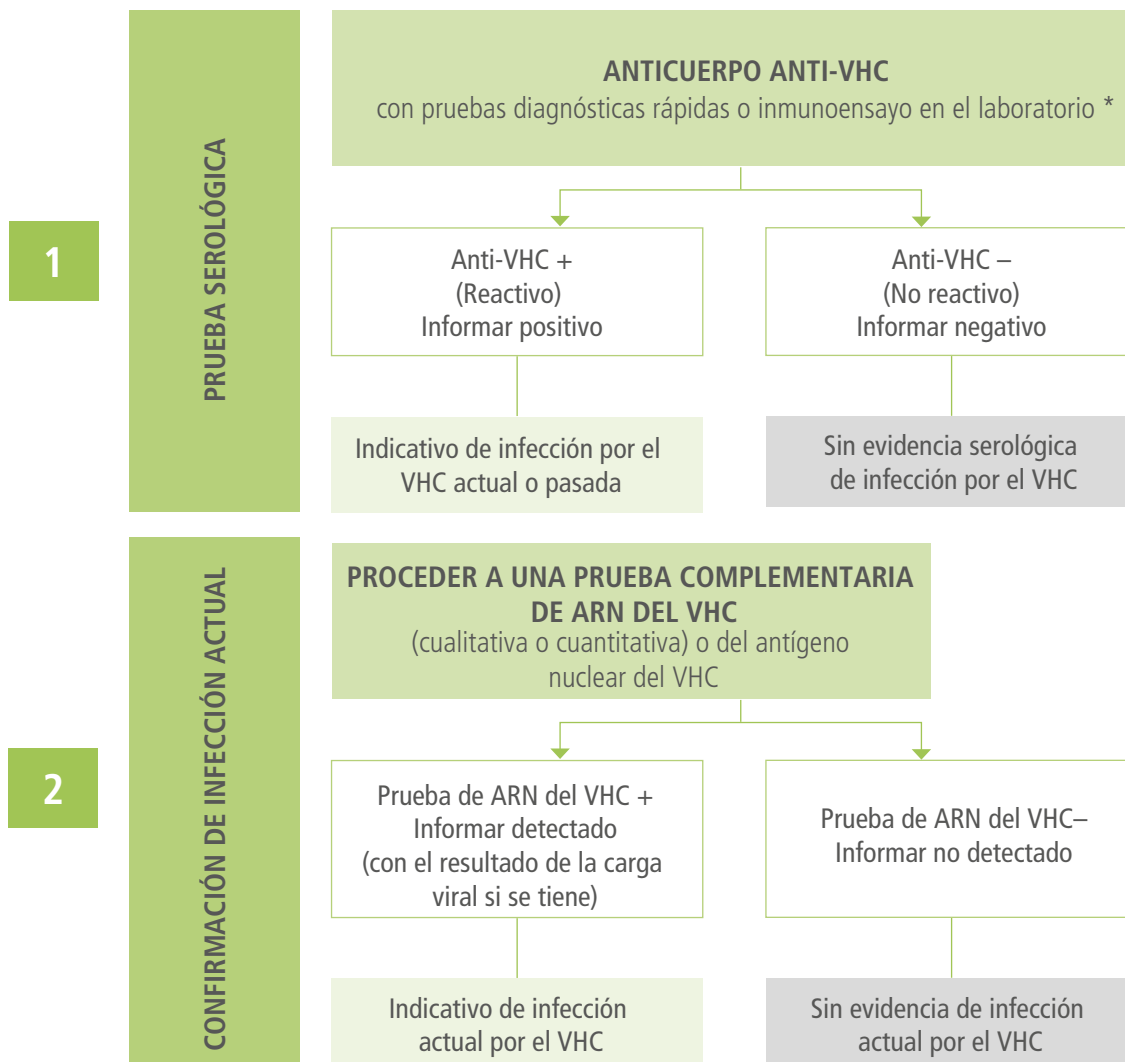 ANTICUERPO ANTI-VHC
con pruebas diagnósticas rápidas o inmunoensayo en el laboratorio *
1
PRUEBA SEROLÓGICA
Anti-VHC +
(Reactivo)
Informar positivo
Anti-VHC –
(No reactivo)
Informar negativo
Indicativo de infección por el
VHC actual o pasada
Sin evidencia serológica
de infección por el VHC
2
CONFIRMACIÓN DE INFECCIÓN ACTUAL
PROCEDER A UNA PRUEBA COMPLEMENTARIA
DE ARN DEL VHC
(cualitativa o cuantitativa) o del antígeno
nuclear del VHC
Prueba de ARN del VHC +
Informar detectado
(con el resultado de la carga
viral si se tiene)
Prueba de ARN del VHC–
Informar no detectado
Indicativo de infección
actual por el VHC
Sin evidencia de infección
actual por el VHC